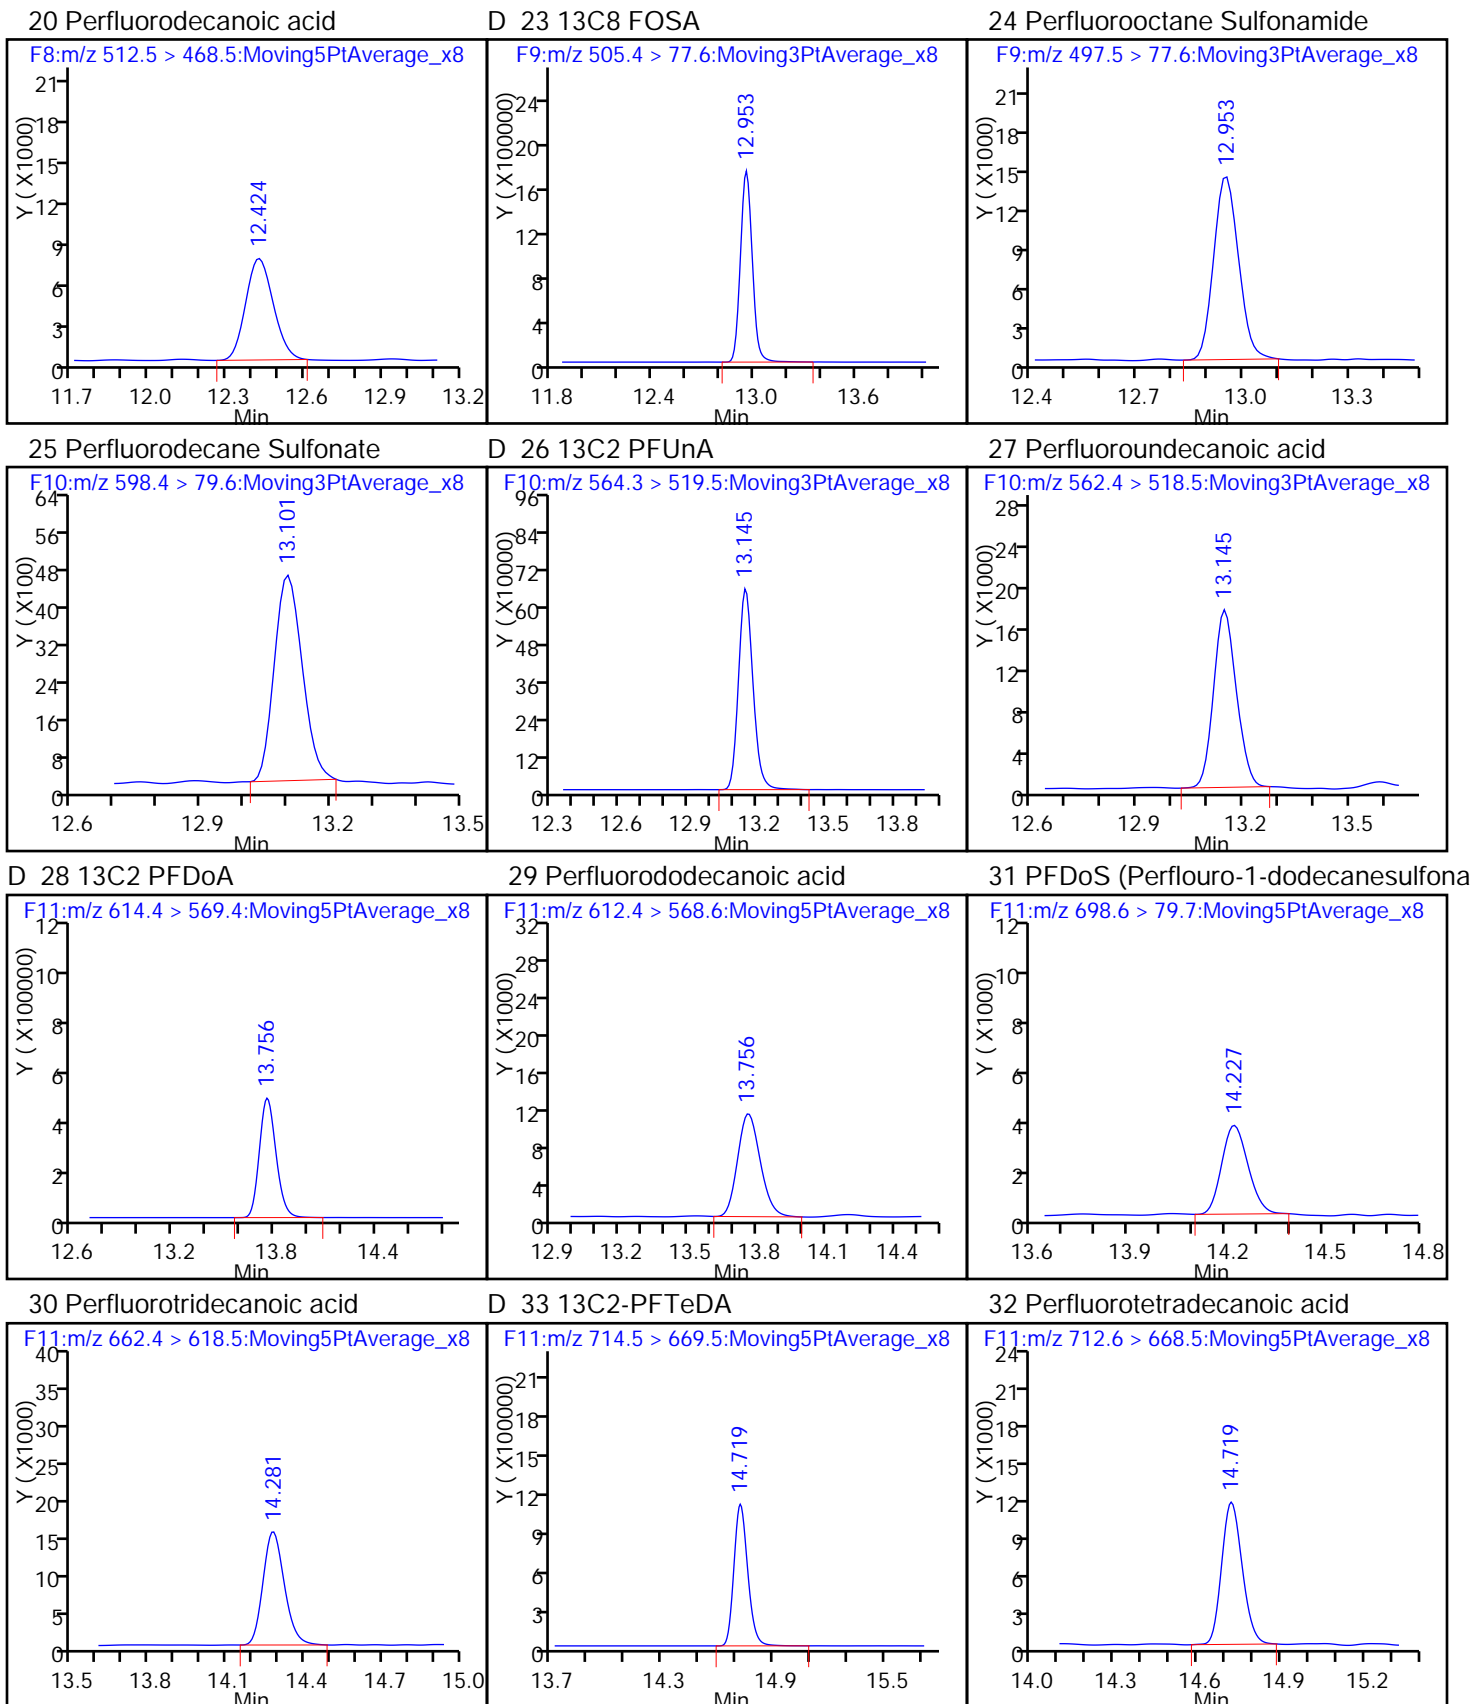 20 Perfluorodecanoic acid
F8:m/z 512.5 > 468.5:Moving5PtAverage_x8
12.424
Y ( X1000)
21
18
15
12
9
6
3
0
11.7 12.0 12.3 12.6 12.9 13.2
Min
D 23 13C8 FOSA
F9:m/z 505.4 > 77.6:Moving3PtAverage_x8
12.953
Y ( X100000)
24
20
16
12
8
4
0
11.8 12.4 13.0 13.6
Min
24 Perfluorooctane Sulfonamide
F9:m/z 497.5 > 77.6:Moving3PtAverage_x8
12.953
Y ( X1000)
21
18
15
12
9
6
3
0
12.4 12.7 13.0 13.3
Min
25 Perfluorodecane Sulfonate
F10:m/z 598.4 > 79.6:Moving3PtAverage_x8
13.101
Y ( X100)
64
56
48
40
32
24
16
8
0
12.6 12.9 13.2 13.5
Min
D 26 13C2 PFUnA
F10:m/z 564.3 > 519.5:Moving3PtAverage_x8
13.145
Y ( X10000)
96
84
72
60
48
36
24
12
0
12.3 12.6 12.9 13.2 13.5 13.8
Min
27 Perfluoroundecanoic acid
F10:m/z 562.4 > 518.5:Moving3PtAverage_x8
13.145
Y ( X1000)
28
24
20
16
12
8
4
0
12.6 12.9 13.2 13.5
Min
D 28 13C2 PFDoA
F11:m/z 614.4 > 569.4:Moving5PtAverage_x8
13.756
Y ( X100000)
12
10
8
6
4
2
0
12.6 13.2 13.8 14.4
Min
29 Perfluorododecanoic acid
F11:m/z 612.4 > 568.6:Moving5PtAverage_x8
13.756
Y ( X1000)
32
28
24
20
16
12
8
4
0
12.9 13.2 13.5 13.8 14.1 14.4
Min
31 PFDoS (Perflouro-1-dodecanesulfona
F11:m/z 698.6 > 79.7:Moving5PtAverage_x8
14.227
Y ( X1000)
12
10
8
6
4
2
0
13.6 13.9 14.2 14.5 14.8
Min
30 Perfluorotridecanoic acid
F11:m/z 662.4 > 618.5:Moving5PtAverage_x8
14.281
Y ( X1000)
40
35
30
25
20
15
10
5
0
13.5 13.8 14.1 14.4 14.7 15.0
Min
D 33 13C2-PFTeDA
F11:m/z 714.5 > 669.5:Moving5PtAverage_x8
14.719
Y ( X100000)
21
18
15
12
9
6
3
0
13.7 14.3 14.9 15.5
Min
32 Perfluorotetradecanoic acid
F11:m/z 712.6 > 668.5:Moving5PtAverage_x8
14.719
Y ( X1000)
24
21
18
15
12
9
6
3
0
14.0 14.3 14.6 14.9 15.2
Min